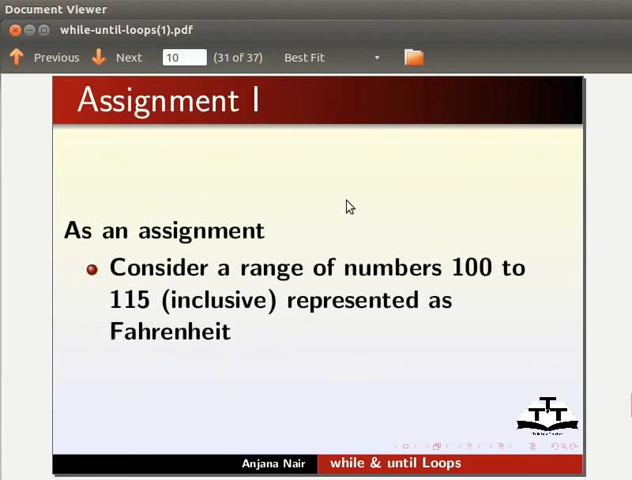 Document Viewer
while-until-loops(1).pdf
Previous Next 10 (31 of 37) Best Fit
Assignment I
As an assignment
Consider a range of numbers 100 to
115 (inclusive) represented as
Fahrenheit
TTT
Anjana Nair while & until Loops